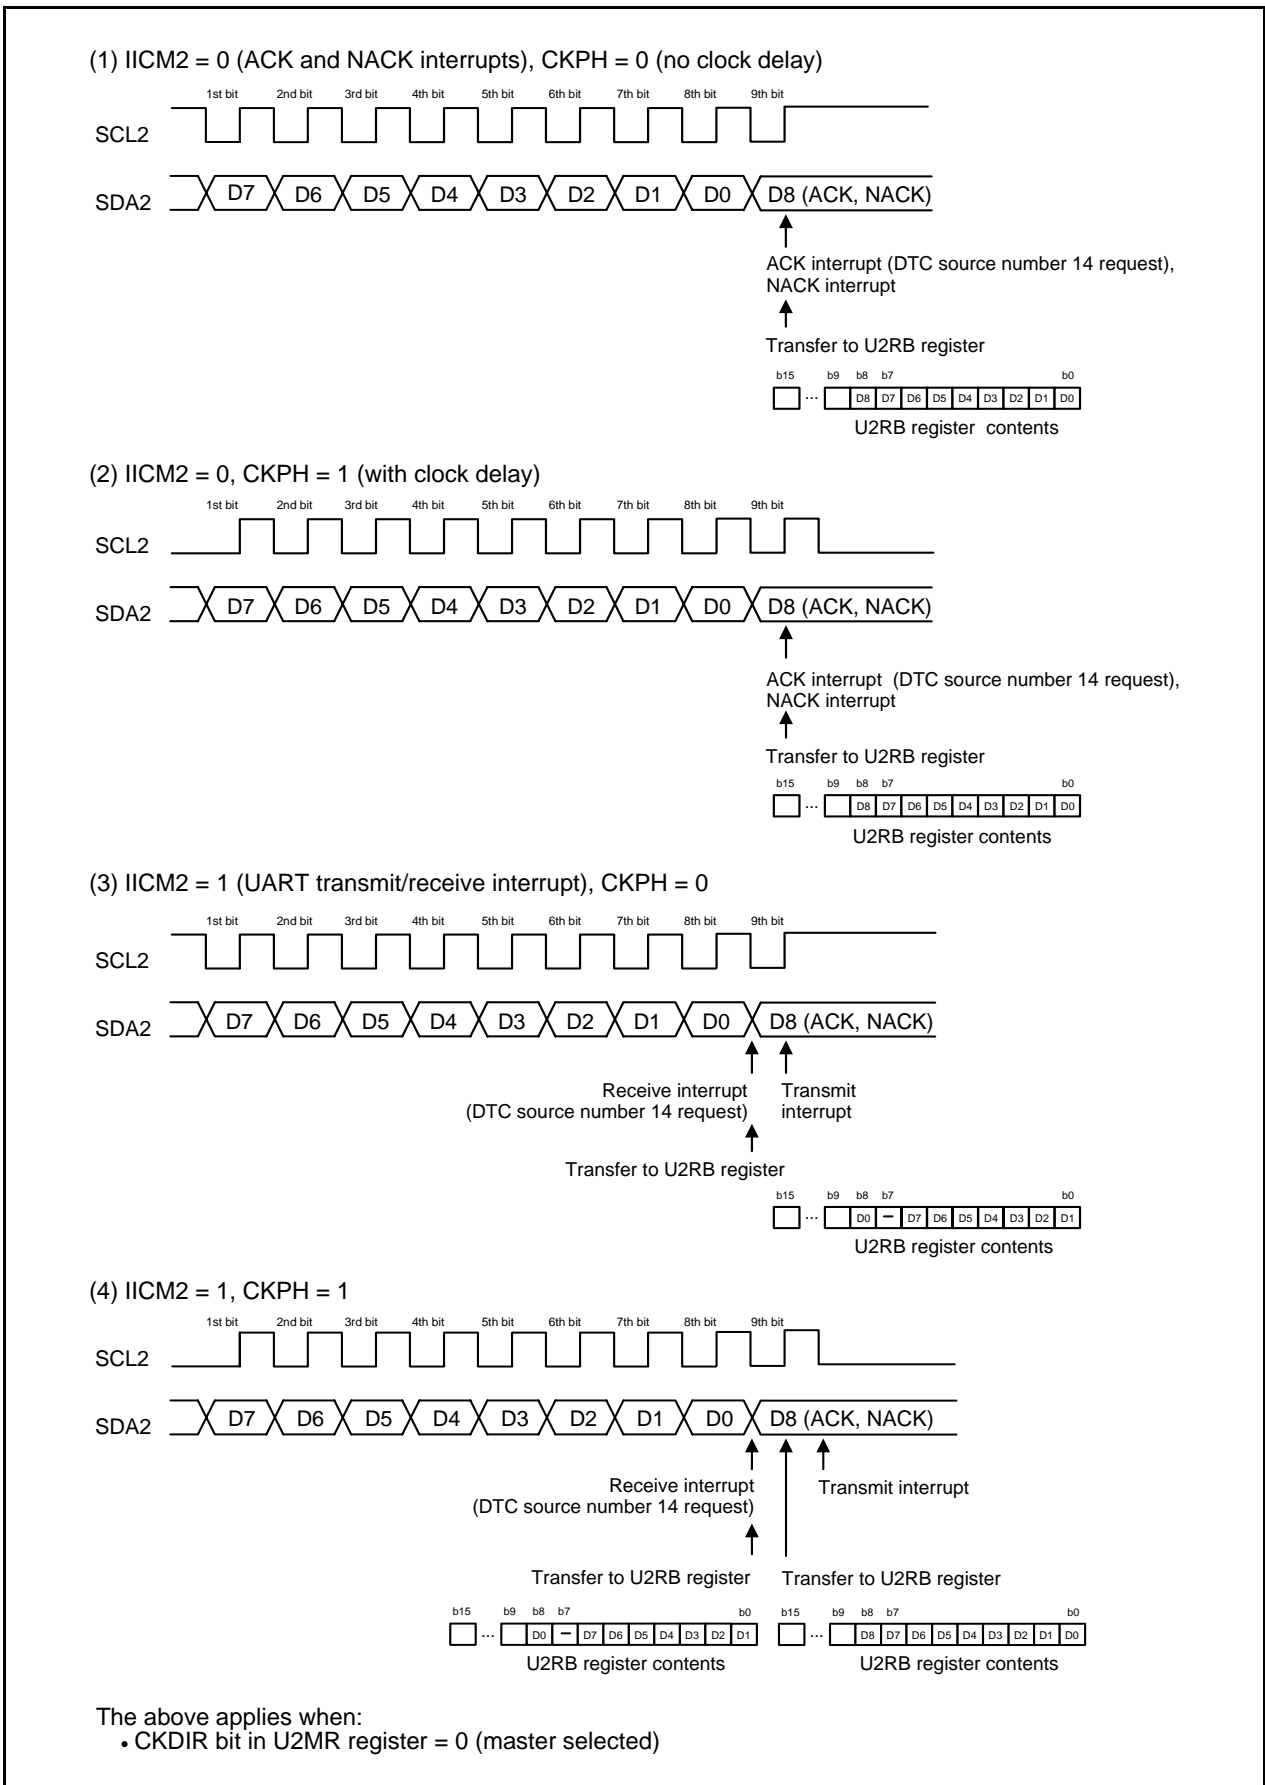 (1) IICM2 = 0 (ACK and NACK interrupts), CKPH = 0 (no clock delay)
1st bit 2nd bit 3rd bit 4th bit 5th bit 6th bit 7th bit 8th bit 9th bit
SCL2
SDA2 D7 D6 D5 D4 D3 D2 D1 D0 D8 (ACK, NACK)
ACK interrupt (DTC source number 14 request),
NACK interrupt
Transfer to U2RB register
b15 b9 b8 b7 b0
... D8 D7 D6 D5 D4 D3 D2 D1 D0
U2RB register contents
(2) IICM2 = 0, CKPH = 1 (with clock delay)
1st bit 2nd bit 3rd bit 4th bit 5th bit 6th bit 7th bit 8th bit 9th bit
SCL2
SDA2 D7 D6 D5 D4 D3 D2 D1 D0 D8 (ACK, NACK)
ACK interrupt (DTC source number 14 request),
NACK interrupt
Transfer to U2RB register
b15 b9 b8 b7 b0
... D8 D7 D6 D5 D4 D3 D2 D1 D0
U2RB register contents
(3) IICM2 = 1 (UART transmit/receive interrupt), CKPH = 0
1st bit 2nd bit 3rd bit 4th bit 5th bit 6th bit 7th bit 8th bit 9th bit
SCL2
SDA2 D7 D6 D5 D4 D3 D2 D1 D0 D8 (ACK, NACK)
Receive interrupt Transmit
(DTC source number 14 request) interrupt
Transfer to U2RB register
b15 b9 b8 b7 b0
... D0 – D7 D6 D5 D4 D3 D2 D1
U2RB register contents
(4) IICM2 = 1, CKPH = 1
1st bit 2nd bit 3rd bit 4th bit 5th bit 6th bit 7th bit 8th bit 9th bit
SCL2
SDA2 D7 D6 D5 D4 D3 D2 D1 D0 D8 (ACK, NACK)
Receive interrupt Transmit interrupt
(DTC source number 14 request)
Transfer to U2RB register Transfer to U2RB register
b15 b9 b8 b7 b0 b15 b9 b8 b7 b0
... D0 – D7 D6 D5 D4 D3 D2 D1 ... D8 D7 D6 D5 D4 D3 D2 D1 D0
U2RB register contents U2RB register contents
The above applies when:
• CKDIR bit in U2MR register = 0 (master selected)